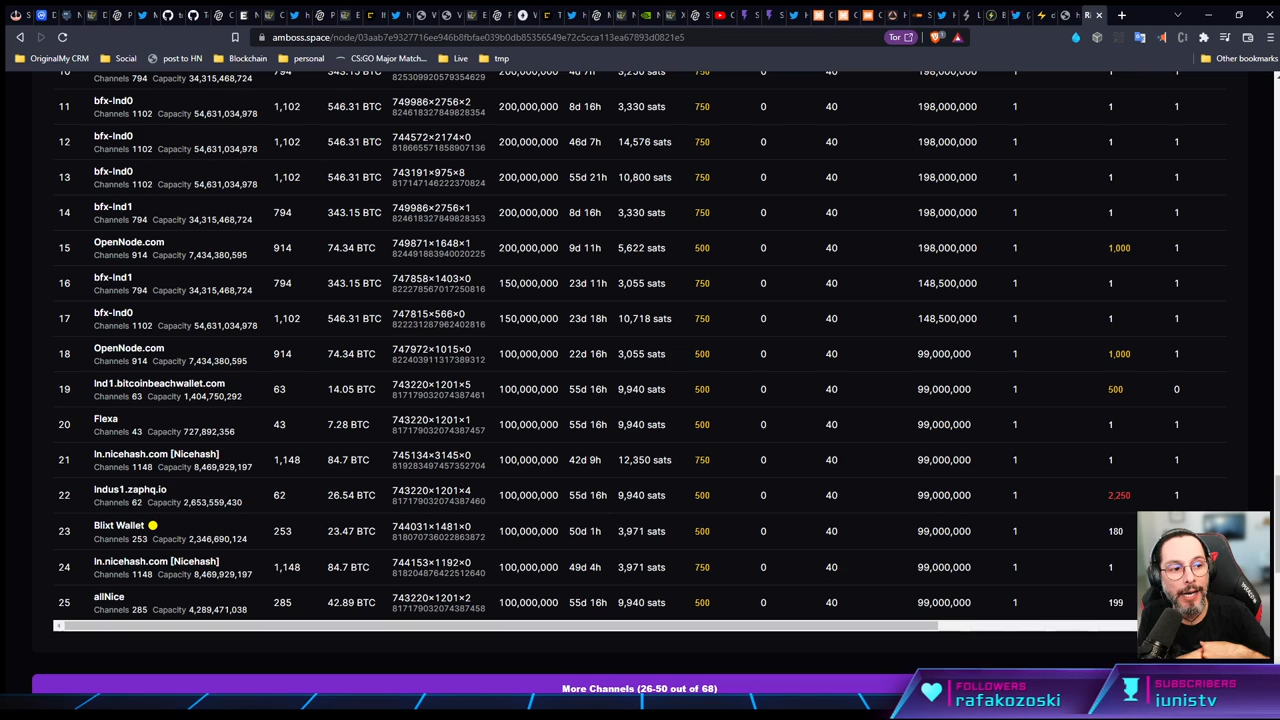 amboss.space/node/03aab7e9327716ee946b8fbfae039b0db85356549e72c5cca113ea67893d0821e5
Tor
OriginalMy CRM Social post to HN Blockchain personal CS:GO Major Match... Live tmp Other bookmarks
Channels 794 Capacity 34,315,468,724 825309920579354629
11 bfx-lnd0 1,102 546.31 BTC 749986×2756×2 200,000,000 8d 16h 3,330 sats 750 0 40 198,000,000 1 1 1
Channels 1102 Capacity 54,631,034,978 824618327849828354
12 bfx-lnd0 1,102 546.31 BTC 744572×2174×0 200,000,000 46d 7h 14,576 sats 750 0 40 198,000,000 1 1 1
Channels 1102 Capacity 54,631,034,978 818665571858907136
13 bfx-lnd0 1,102 546.31 BTC 743191×975×8 200,000,000 55d 21h 10,800 sats 750 0 40 198,000,000 1 1 1
Channels 1102 Capacity 54,631,034,978 817147146222370824
14 bfx-lnd1 794 343.15 BTC 749986×2756×1 200,000,000 8d 16h 3,330 sats 750 0 40 198,000,000 1 1 1
Channels 794 Capacity 34,315,468,724 824618327849828353
15 OpenNode.com 914 74.34 BTC 749871×1648×1 200,000,000 9d 11h 5,622 sats 500 0 40 198,000,000 1 1,000 1
Channels 914 Capacity 7,434,380,595 824491883940020225
16 bfx-lnd1 794 343.15 BTC 747858×1403×0 150,000,000 23d 11h 3,055 sats 750 0 40 148,500,000 1 1 1
Channels 794 Capacity 34,315,468,724 822278567017250816
17 bfx-lnd0 1,102 546.31 BTC 747815×566×0 150,000,000 23d 18h 10,718 sats 750 0 40 148,500,000 1 1 1
Channels 1102 Capacity 54,631,034,978 822231287962402816
18 OpenNode.com 914 74.34 BTC 747972×1015×0 100,000,000 22d 16h 3,055 sats 500 0 40 99,000,000 1 1,000 1
Channels 914 Capacity 7,434,380,595 822403911317389312
19 lnd1.bitcoinbeachwallet.com 63 14.05 BTC 743220×1201×5 100,000,000 55d 16h 9,940 sats 500 0 40 99,000,000 1 500 0
Channels 63 Capacity 1,404,750,292 817179032074387461
20 Flexa 43 7.28 BTC 743220×1201×1 100,000,000 55d 16h 9,940 sats 500 0 40 99,000,000 1 1 1
Channels 43 Capacity 727,892,356 817179032074387457
21 ln.nicehash.com [Nicehash] 1,148 84.7 BTC 745134×3145×0 100,000,000 42d 9h 12,350 sats 750 0 40 99,000,000 1 1 1
Channels 1148 Capacity 8,469,929,197 819283497457352704
22 lndus1.zaphq.io 62 26.54 BTC 743220×1201×4 100,000,000 55d 16h 9,940 sats 500 0 40 99,000,000 1 2,250 1
Channels 62 Capacity 2,653,559,430 817179032074387460
23 Blixt Wallet 253 23.47 BTC 744031×1481×0 100,000,000 50d 1h 3,971 sats 500 0 40 99,000,000 1 180
Channels 253 Capacity 2,346,690,124 818070736022863872
24 ln.nicehash.com [Nicehash] 1,148 84.7 BTC 744153×1192×0 100,000,000 49d 4h 3,971 sats 750 0 40 99,000,000 1 1
Channels 1148 Capacity 8,469,929,197 818204876422512640
25 allNice 285 42.89 BTC 743220×1201×2 100,000,000 55d 16h 9,940 sats 500 0 40 99,000,000 1 199
Channels 285 Capacity 4,289,471,038 817179032074387458
More Channels (26-50 out of 68)
FOLLOWERS
rafakozoski
SUBSCRIBERS
iunistv